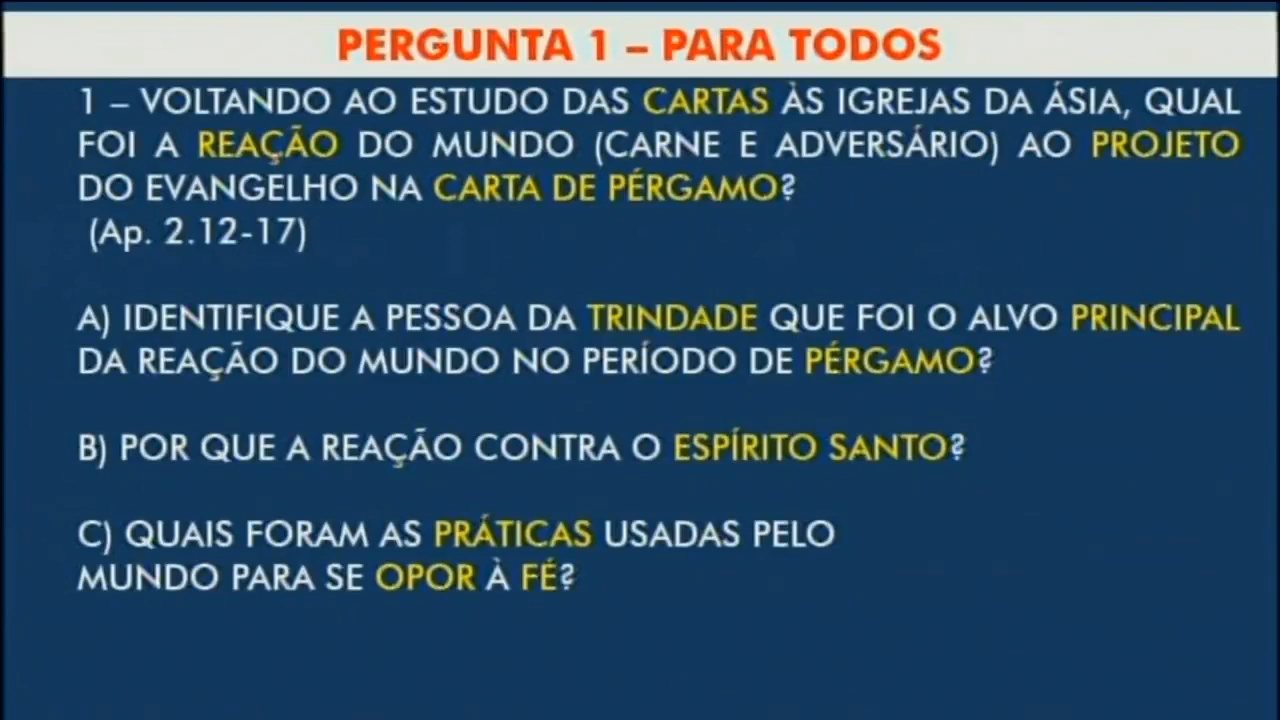 PERGUNTA 1 – PARA TODOS
1 – VOLTANDO AO ESTUDO DAS CARTAS ÀS IGREJAS DA ÁSIA, QUAL
FOI A REAÇÃO DO MUNDO (CARNE E ADVERSÁRIO) AO PROJETO
DO EVANGELHO NA CARTA DE PÉRGAMO?
(Ap. 2.12-17)
A) IDENTIFIQUE A PESSOA DA TRINDADE QUE FOI O ALVO PRINCIPAL
DA REAÇÃO DO MUNDO NO PERÍODO DE PÉRGAMO?
B) POR QUE A REAÇÃO CONTRA O ESPÍRITO SANTO?
C) QUAIS FORAM AS PRÁTICAS USADAS PELO
MUNDO PARA SE OPOR À FÉ?